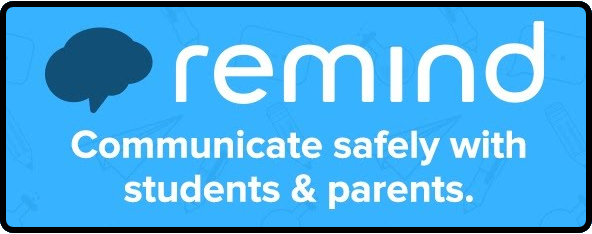 remind
Communicate safely with
students & parents.